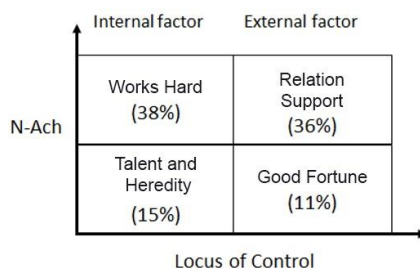 Internal factor
External factor
Works Hard
(38%)
Relation
Support
(36%)
N-Ach
Talent and
Heredity
(15%)
Good Fortune
(11%)
Locus of Control